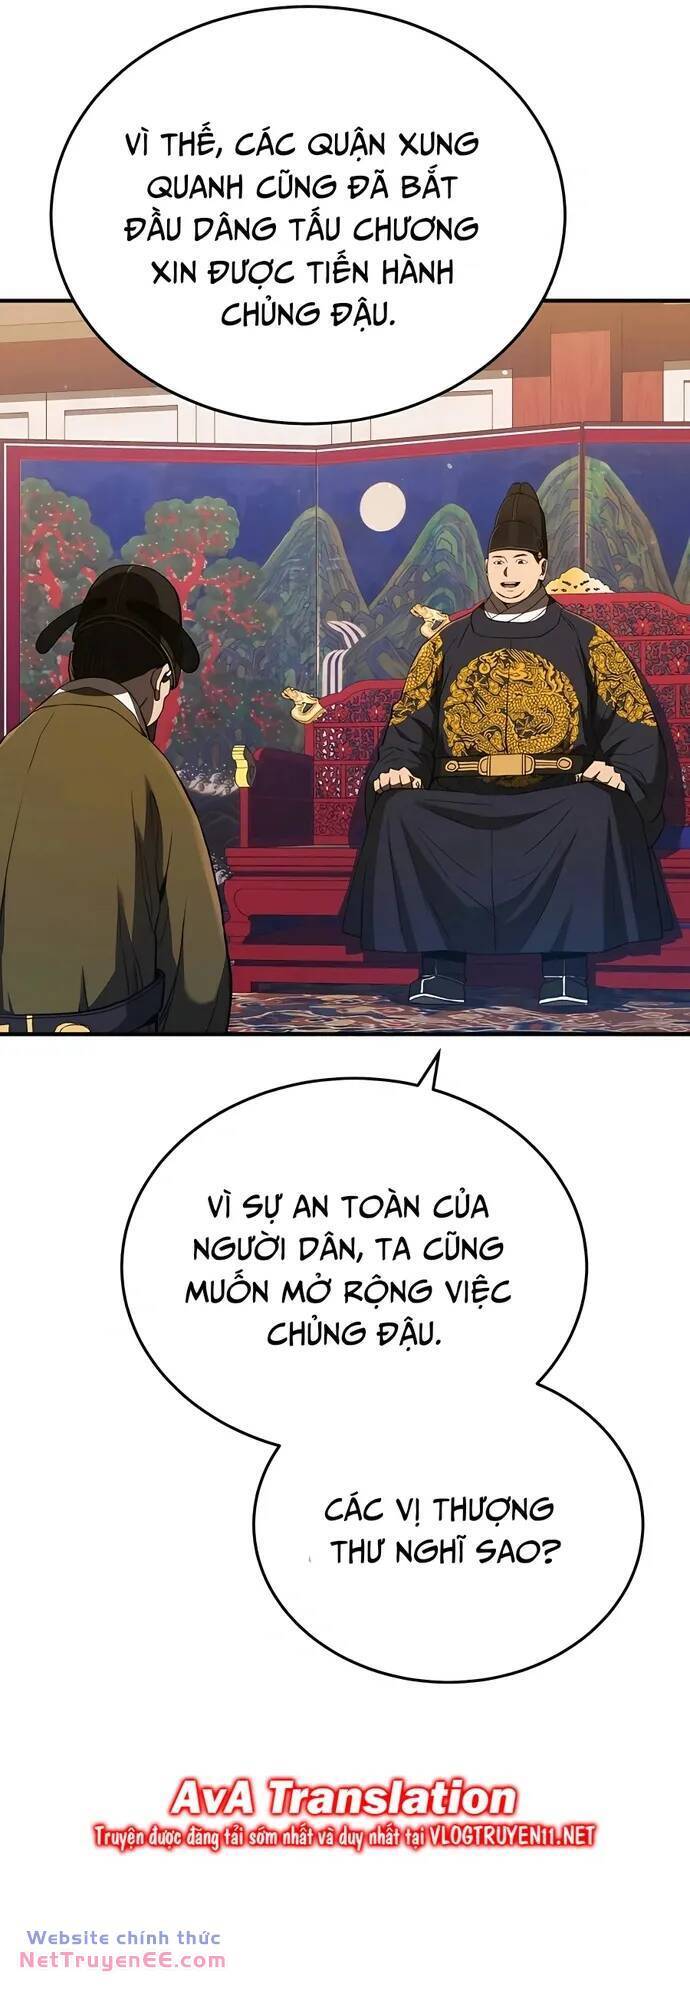 VÌ THẾ, CÁC QUẬN XUNG
QUANH CŨNG ĐÃ BẮT
ĐẦU DÂNG TẤU CHƯƠNG
XIN ĐƯỢC TIẾN HÀNH
CHỦNG ĐẬU.
VÌ SỰ AN TOÀN CỦA
NGƯỜI DÂN, TA CŨNG
MUỐN MỞ RỘNG VIỆC
CHỦNG ĐẬU.
CÁC VỊ THƯỢNG
THƯ NGHĨ SAO?
AvA Translation
Truyện được đăng tải sớm nhất và duy nhất tại VLOGTRUYEN11.NET
Website chính thức
NetTruyenEE.com